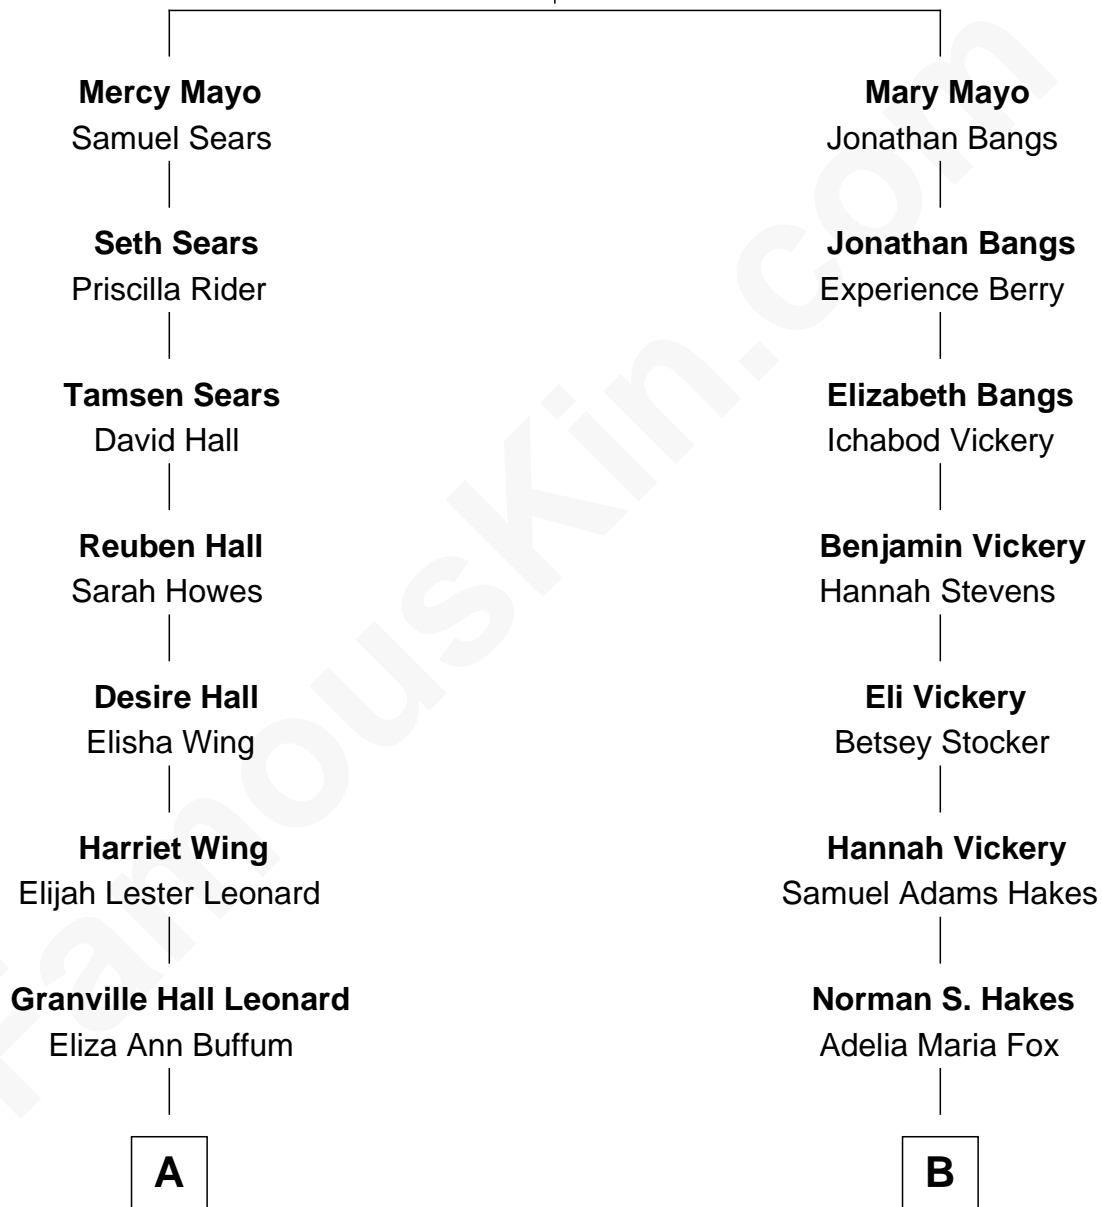 Mercy Mayo
Samuel Sears
Seth Sears
Priscilla Rider
Tamsen Sears
David Hall
Reuben Hall
Sarah Howes
Desire Hall
Elisha Wing
Harriet Wing
Elijah Lester Leonard
Granville Hall Leonard
Eliza Ann Buffum
A
Mary Mayo
Jonathan Bangs
Jonathan Bangs
Experience Berry
Elizabeth Bangs
Ichabod Vickery
Benjamin Vickery
Hannah Stevens
Eli Vickery
Betsey Stocker
Hannah Vickery
Samuel Adams Hakes
Norman S. Hakes
Adelia Maria Fox
B
FamousKin.com